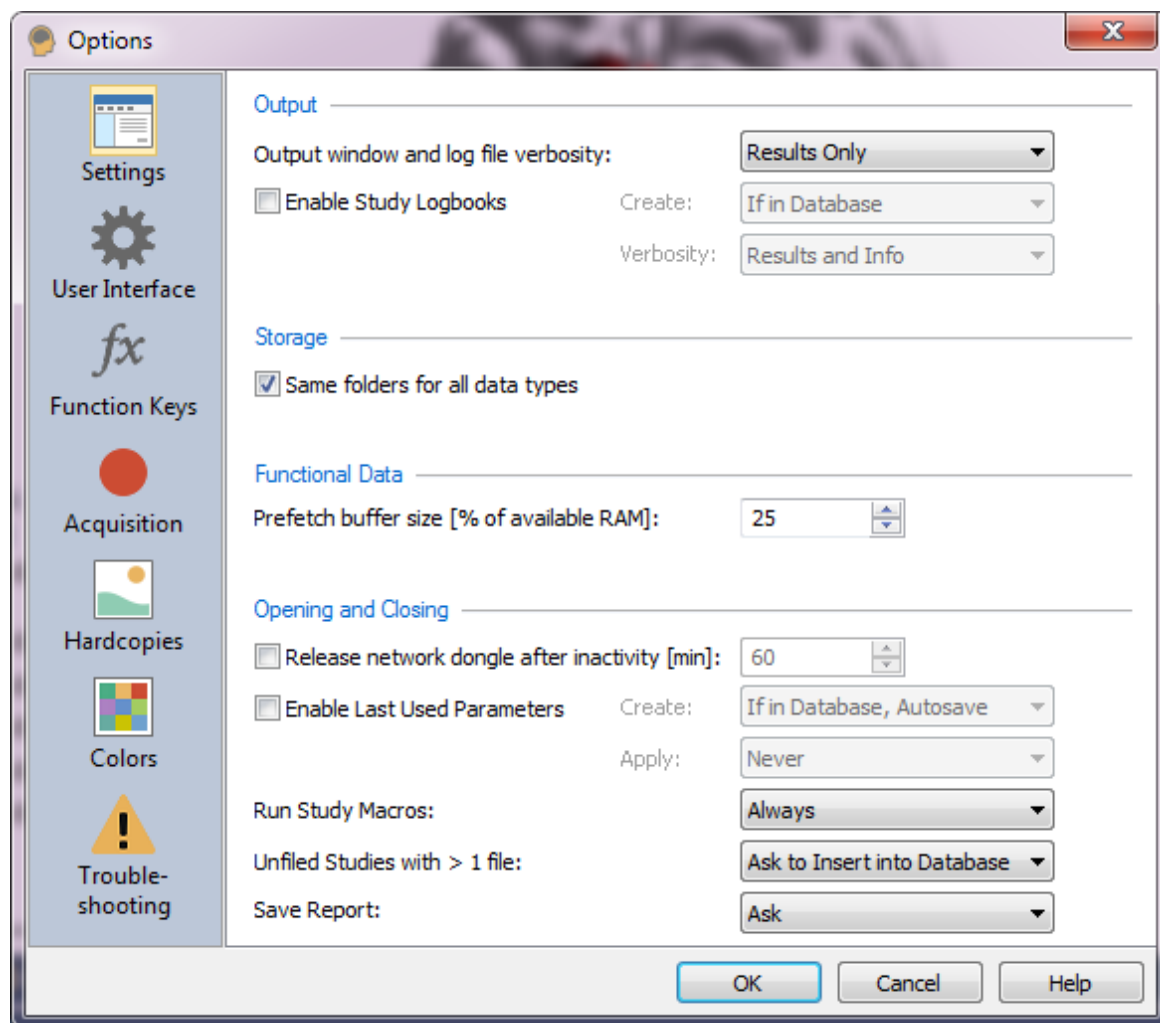 Options
Settings
User Interface
fx
Function Keys
Acquisition
Hardcopies
Colors
Trouble-
shooting
Output
Output window and log file verbosity: Results Only
Enable Study Logbooks Create: If in Database
Verbosity: Results and Info
Storage
Same folders for all data types
Functional Data
Prefetch buffer size [% of available RAM]: 25
Opening and Closing
Release network dongle after inactivity [min]: 60
Enable Last Used Parameters Create: If in Database, Autosave
Apply: Never
Run Study Macros: Always
Unfiled Studies with > 1 file: Ask to Insert into Database
Save Report: Ask
OK Cancel Help